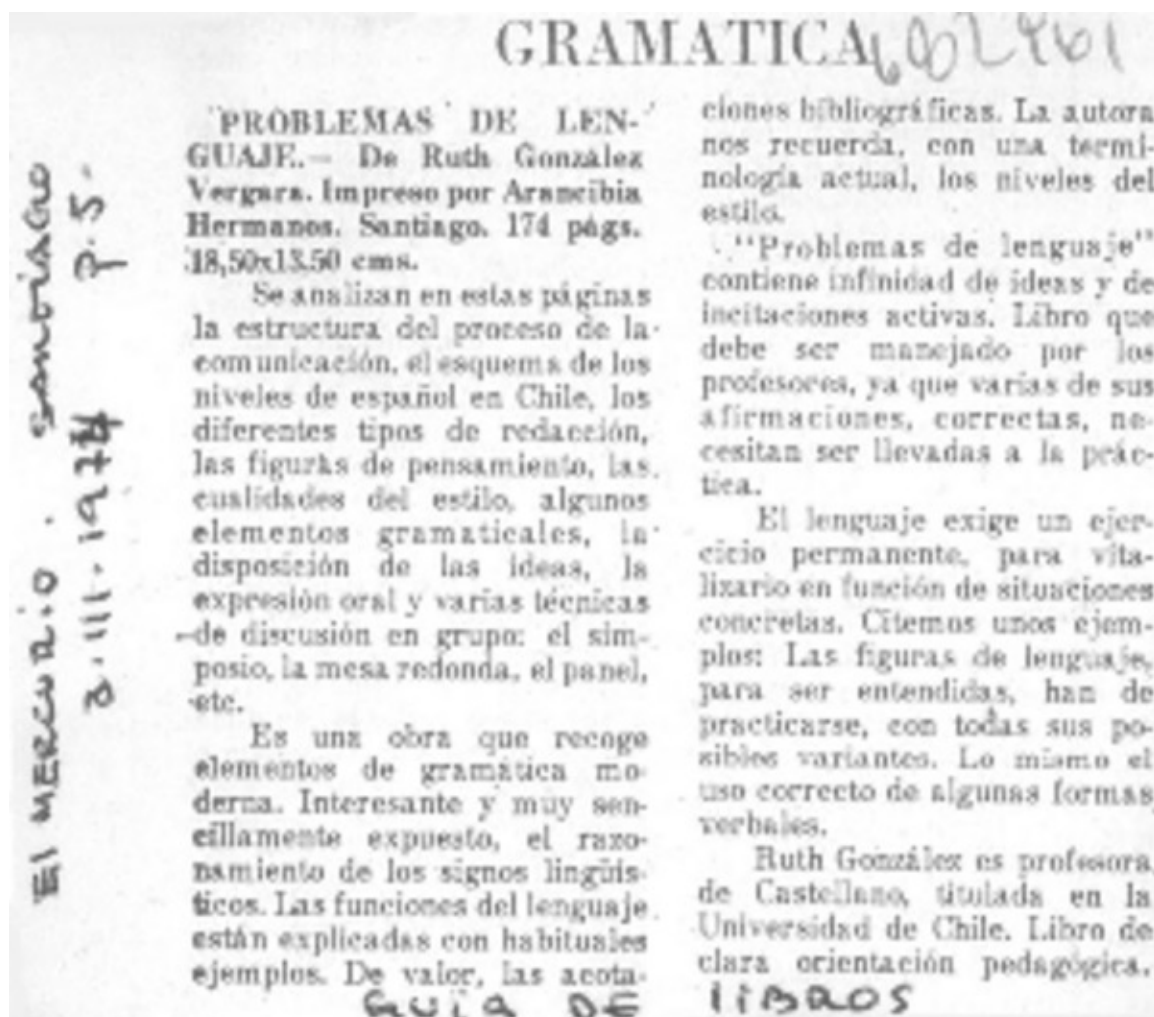 GRAMATICA
"PROBLEMAS DE LEN-
GUAJE.— De Ruth González
Vergara. Impreso por Arancibia
Hermanos. Santiago. 174 págs.
18,50x13.50 cms.
Se analizan en estas páginas
la estructura del proceso de la
comunicación, el esquema de los
niveles de español en Chile, los
diferentes tipos de redacción,
las figuras de pensamiento, las
cualidades del estilo, algunos
elementos gramaticales, la
disposición de las ideas, la
expresión oral y varias técnicas
de discusión en grupo: el sim-
posio, la mesa redonda, el panel,
etc.
Es una obra que recoge
elementos de gramática mo-
derna. Interesante y muy sen-
cillamente expuesto, el razo-
namiento de los signos lingüís-
ticos. Las funciones del lenguaje
están explicadas con habituales
ejemplos. De valor, las acota-
ciones bibliográficas. La autora
nos recuerda, con una termi-
nología actual, los niveles del
estilo.
"Problemas de lenguaje"
contiene infinidad de ideas y de
incitaciones activas. Libro que
debe ser manejado por los
profesores, ya que varias de sus
afirmaciones, correctas, ne-
cesitan ser llevadas a la prác-
tica.
El lenguaje exige un ejer-
cicio permanente, para vita-
lizarlo en función de situaciones
concretas. Citemos unos ejem-
plos: Las figuras de lenguaje,
para ser entendidas, han de
practicarse, con todas sus po-
sibles variantes. Lo mismo el
uso correcto de algunas formas
verbales.
Ruth González es profesora
de Castellano, titulada en la
Universidad de Chile. Libro de
clara orientación pedagógica.
El MERCURIO. SANTIAGO
III-1974 P.5.
GUIA DE LIBROS